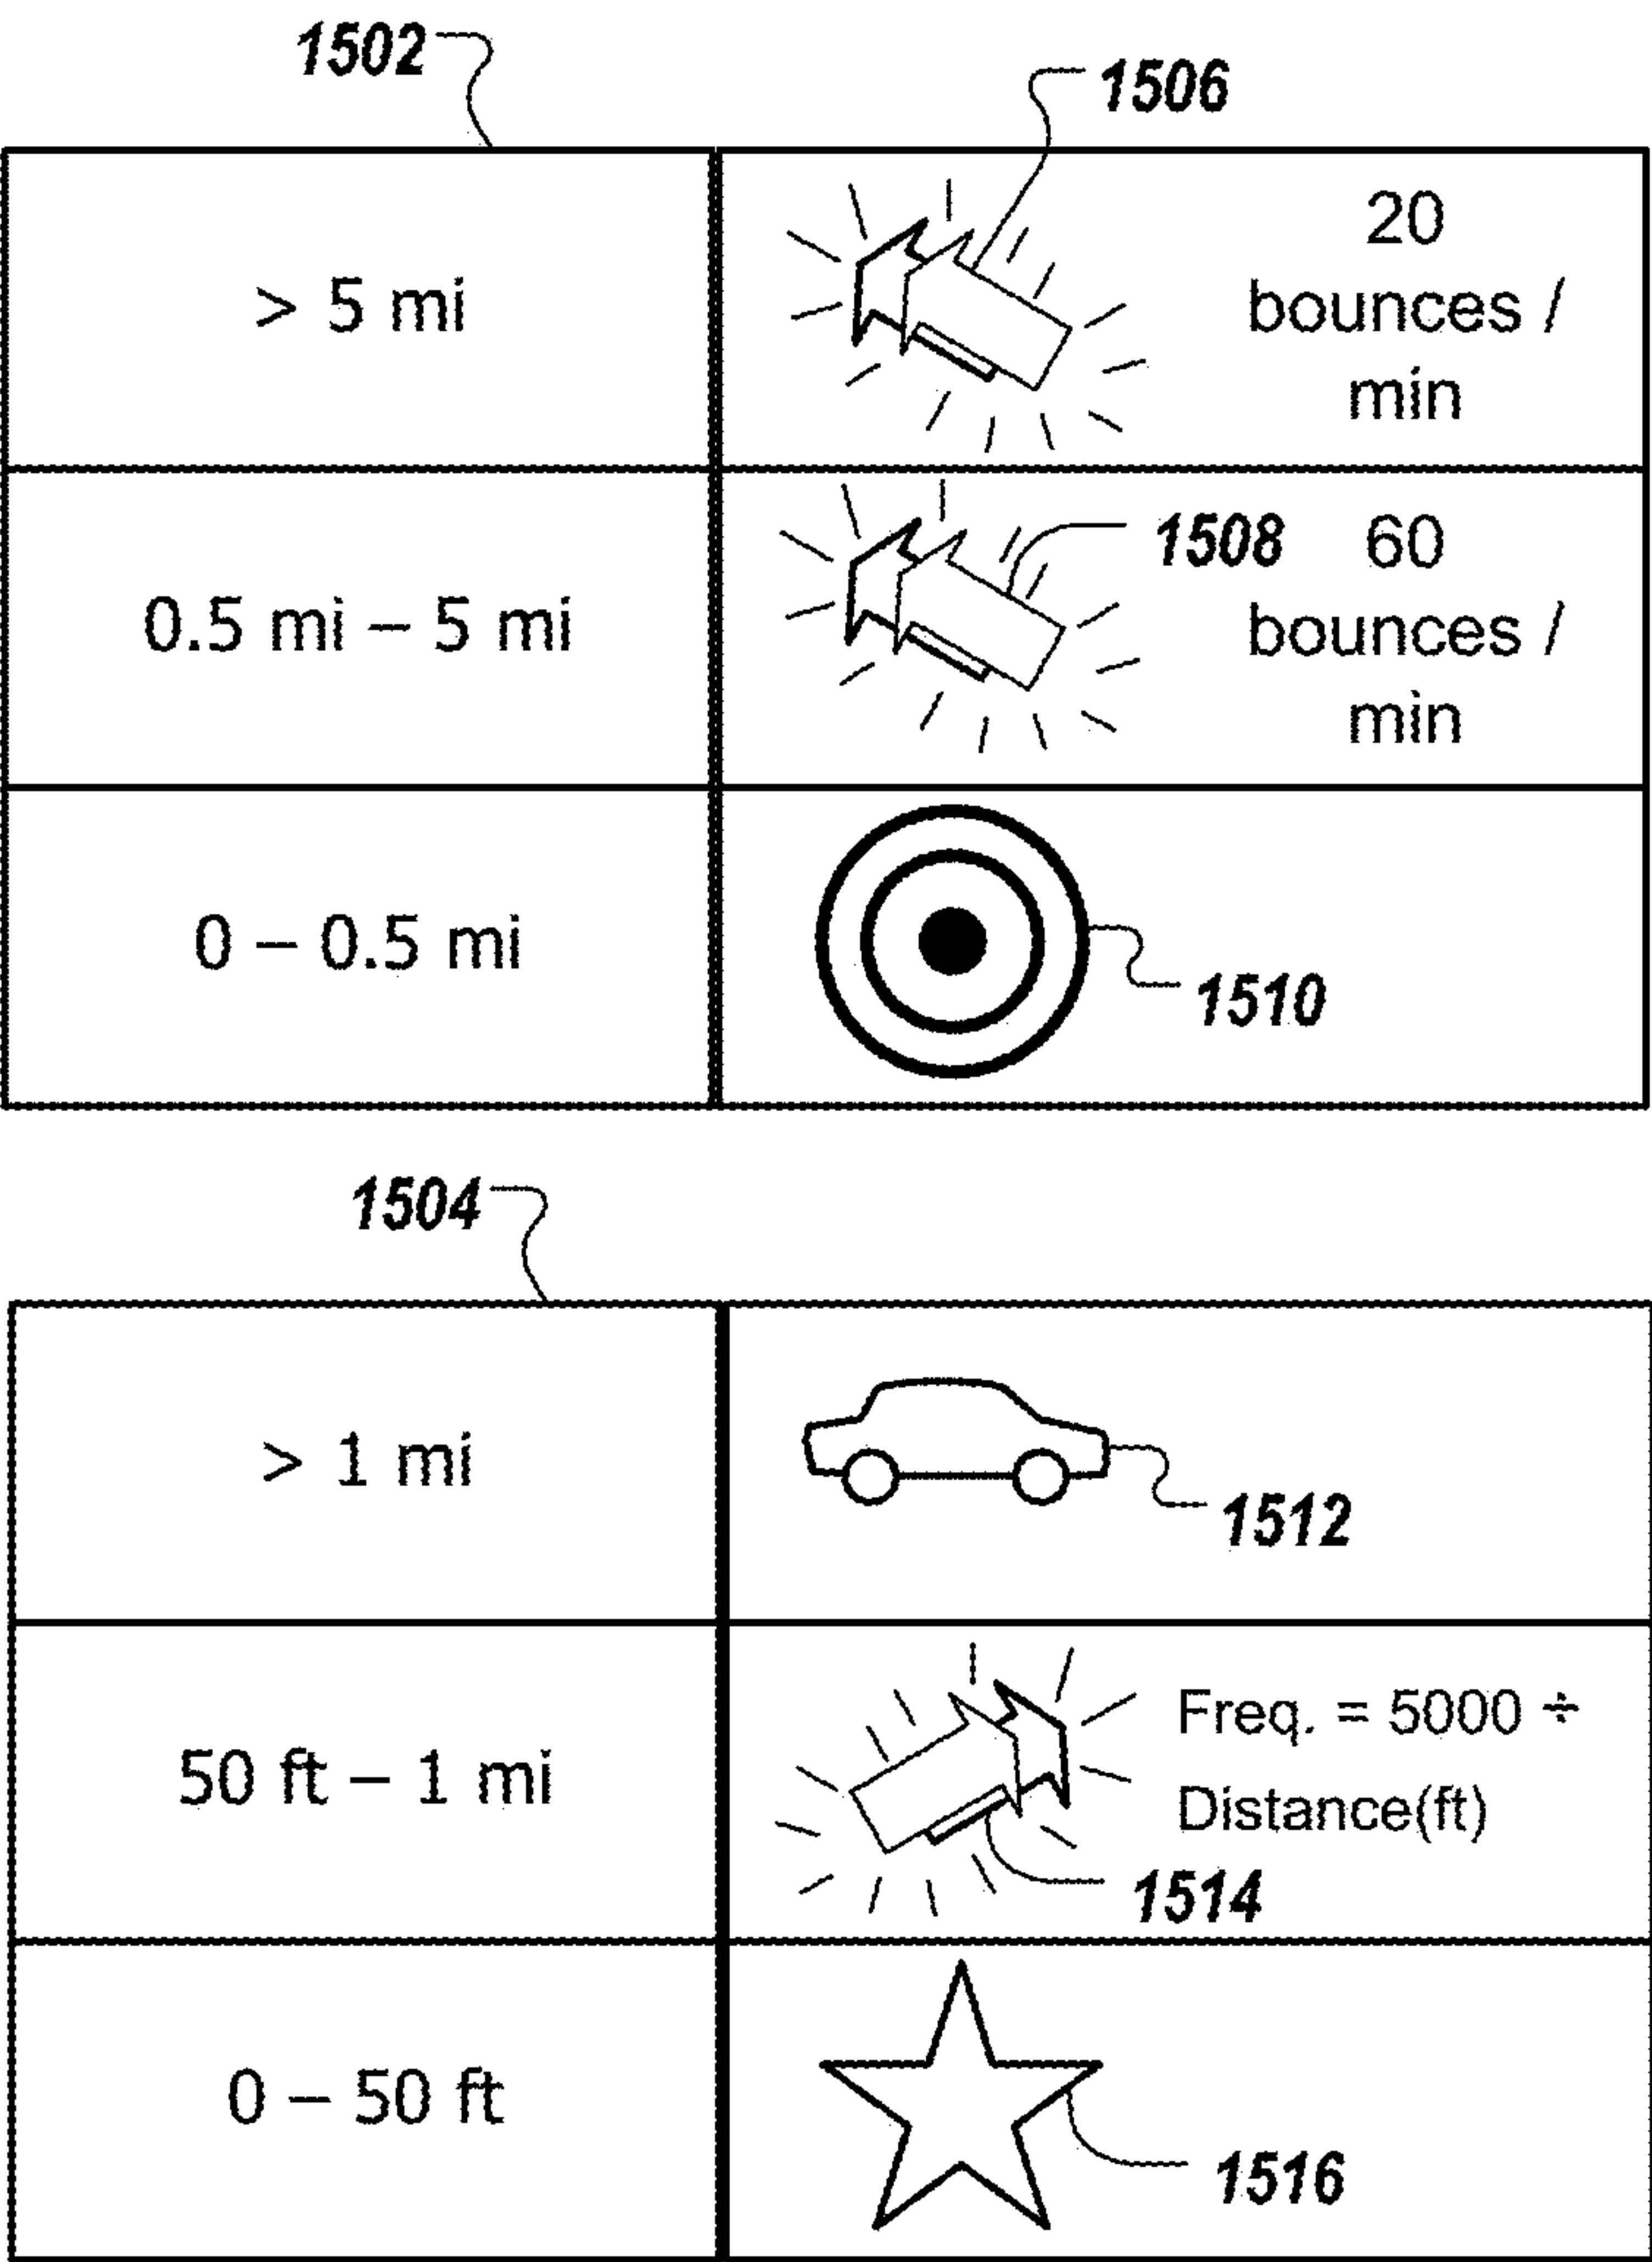 1502
1506
> 5 mi
20
bounces /
min
0.5 mi – 5 mi
1508
60
bounces /
min
0 – 0.5 mi
1510
1504
> 1 mi
1512
50 ft – 1 mi
Freq. = 5000 ÷
Distance(ft)
1514
0 – 50 ft
1516